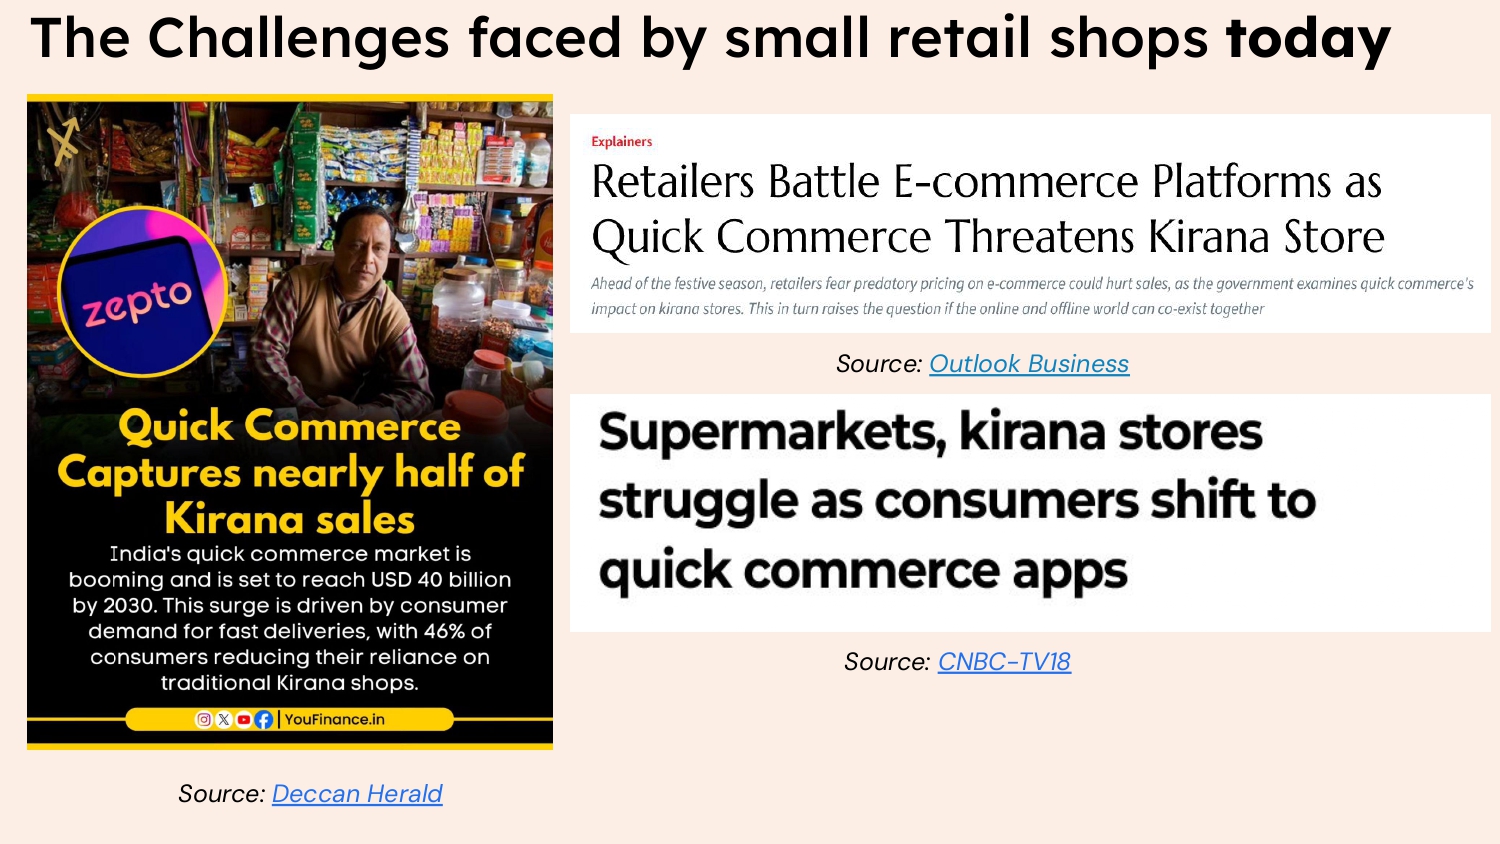 The Challenges faced by small retail shops today
zepto
Quick Commerce
Captures nearly half of
Kirana sales
India's quick commerce market is
booming and is set to reach USD 40 billion
by 2030. This surge is driven by consumer
demand for fast deliveries, with 46% of
consumers reducing their reliance on
traditional Kirana shops.
YouFinance.in
Source: Deccan Herald
Explainers
Retailers Battle E-commerce Platforms as
Quick Commerce Threatens Kirana Store
Ahead of the festive season, retailers fear predatory pricing on e-commerce could hurt sales, as the government examines quick commerce's
impact on kirana stores. This in turn raises the question if the online and offline world can co-exist together
Source: Outlook Business
Supermarkets, kirana stores
struggle as consumers shift to
quick commerce apps
Source: CNBC-TV18